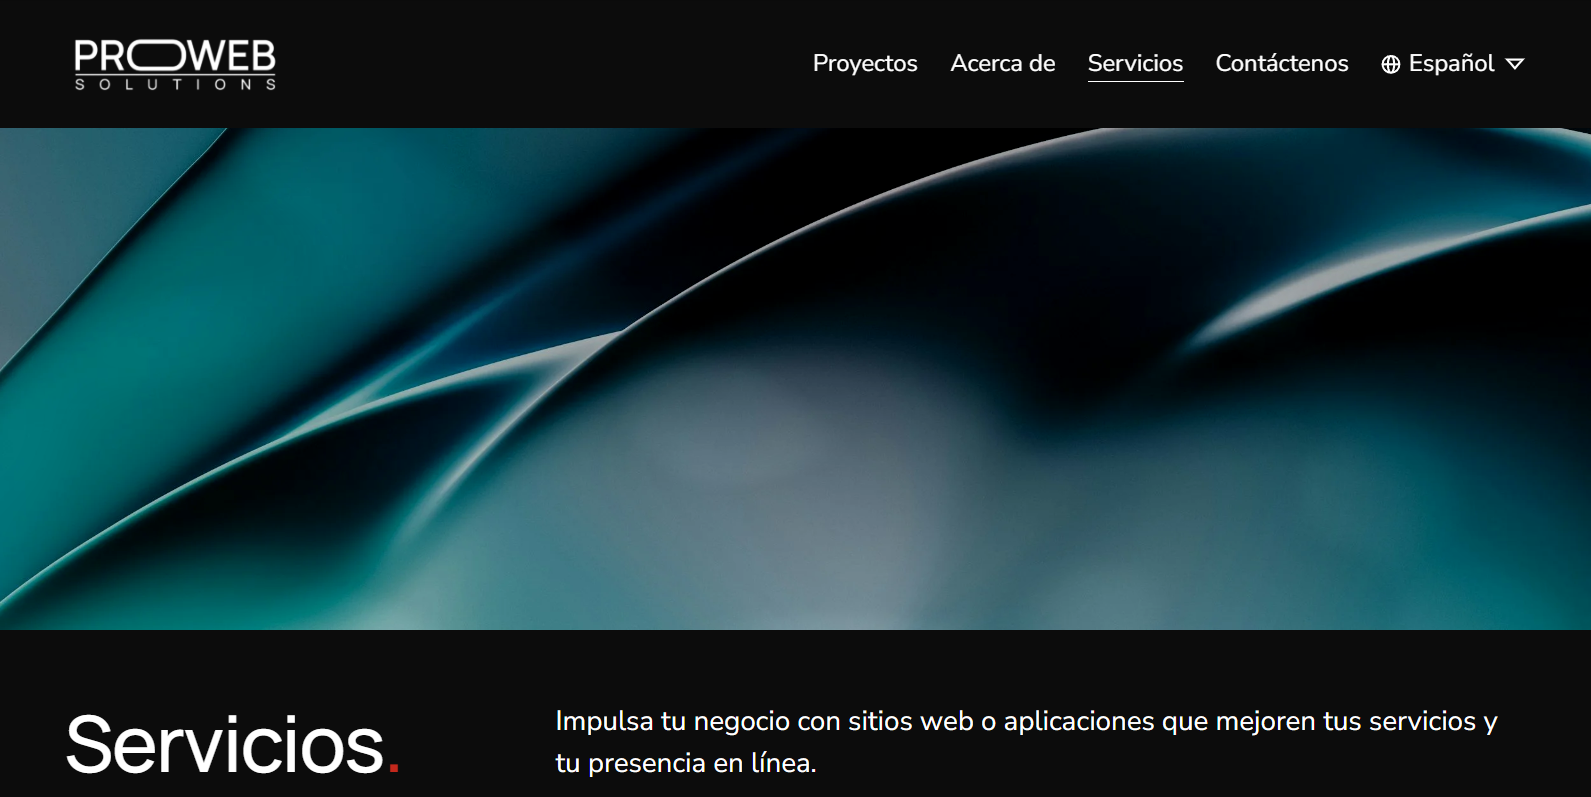 PROWEB
SOLUTIONS
Proyectos Acerca de Servicios Contáctenos Español
Servicios.
Impulsa tu negocio con sitios web o aplicaciones que mejoren tus servicios y
tu presencia en línea.